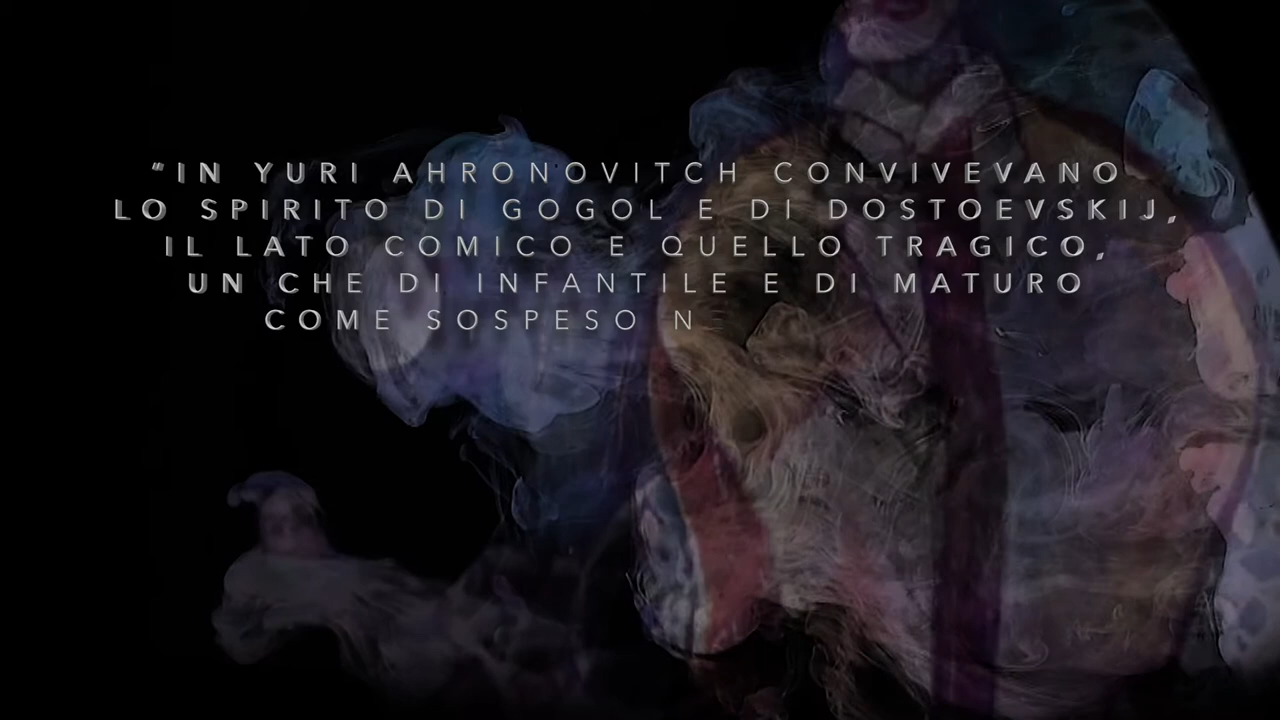 “IN YURI AHRONOVITCH CONVIVEVANO
LO SPIRITO DI GOGOL E DI DOSTOEVSKIJ,
IL LATO COMICO E QUELLO TRAGICO,
UN CHE DI INFANTILE E DI MATURO
COME SOSPESO N